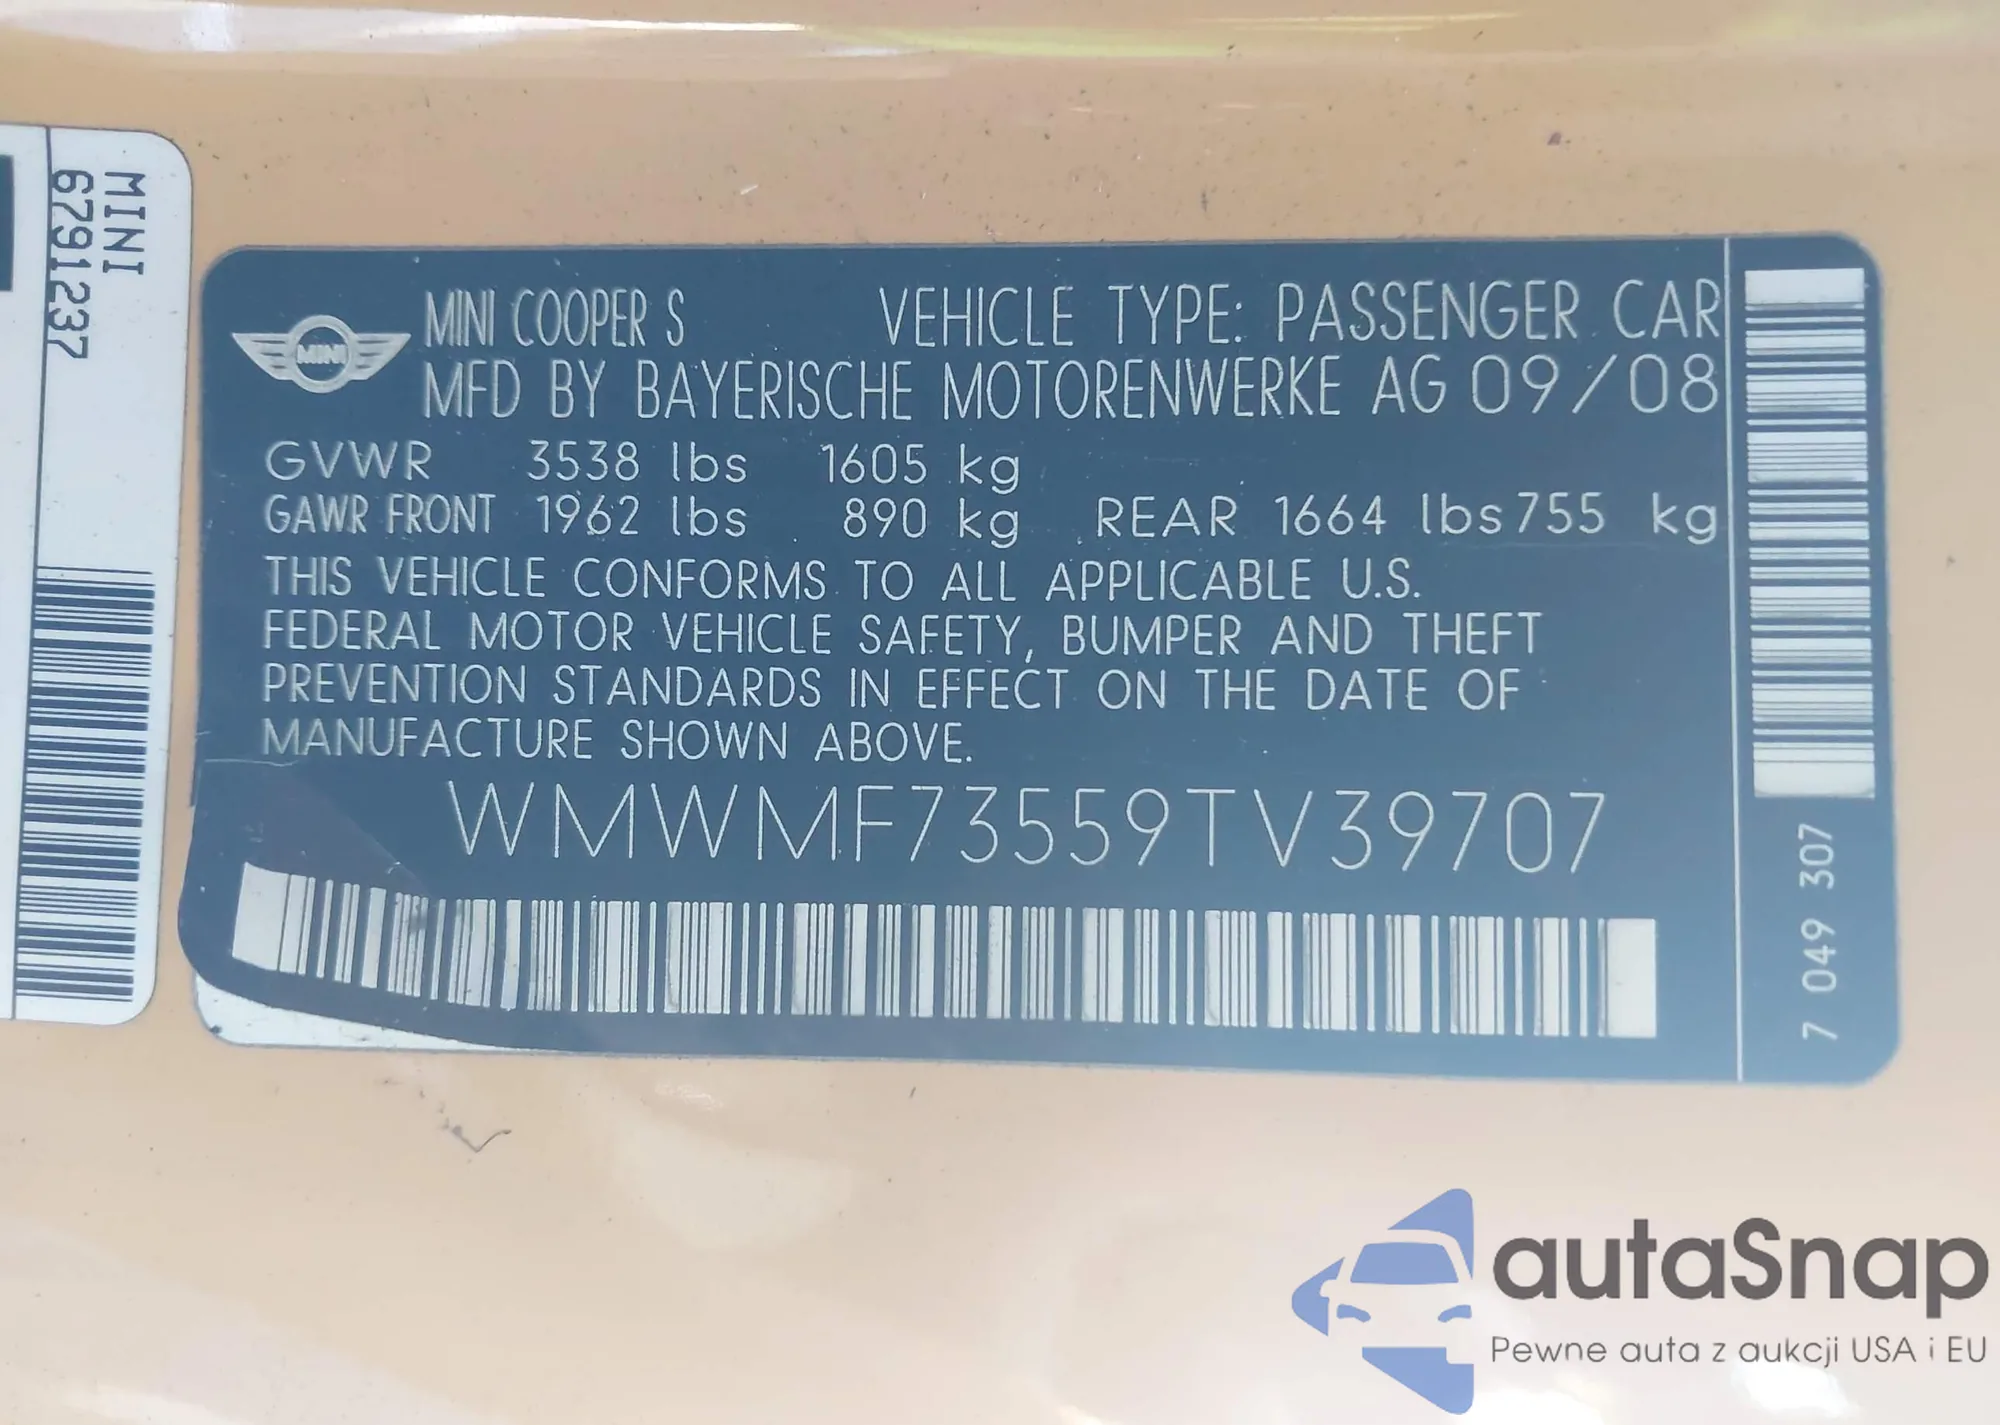 MINI
6791237
MINI
MINI COOPER S VEHICLE TYPE: PASSENGER CAR
MFD BY BAYERISCHE MOTORENWERKE AG 09/08
GVWR 3538 lbs 1605 kg
GAWR FRONT 1962 lbs 890 kg REAR 1664 lbs 755 kg
THIS VEHICLE CONFORMS TO ALL APPLICABLE U.S.
FEDERAL MOTOR VEHICLE SAFETY, BUMPER AND THEFT
PREVENTION STANDARDS IN EFFECT ON THE DATE OF
MANUFACTURE SHOWN ABOVE.
WMWMF73559TV39707
7 049 307
autaSnap
Pewne auta z aukcji USA i EU